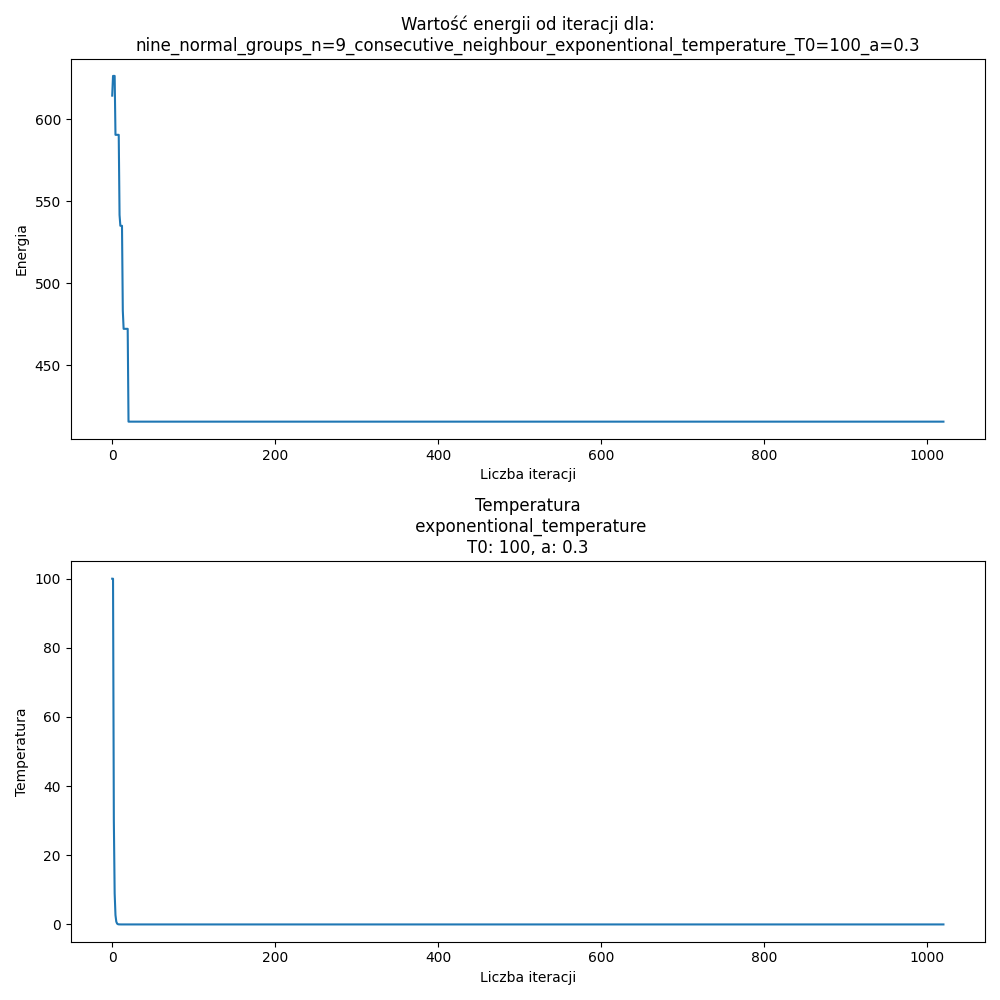 Wartość energii od iteracji dla:
nine_normal_groups_n=9_consecutive_neighbour_exponentional_temperature_T0=100_a=0.3
600
550
500
450
Energia
0 200 400 600 800 1000
Liczba iteracji
Temperatura
exponentional_temperature
T0: 100, a: 0.3
100
80
60
40
20
0
Temperatura
0 200 400 600 800 1000
Liczba iteracji